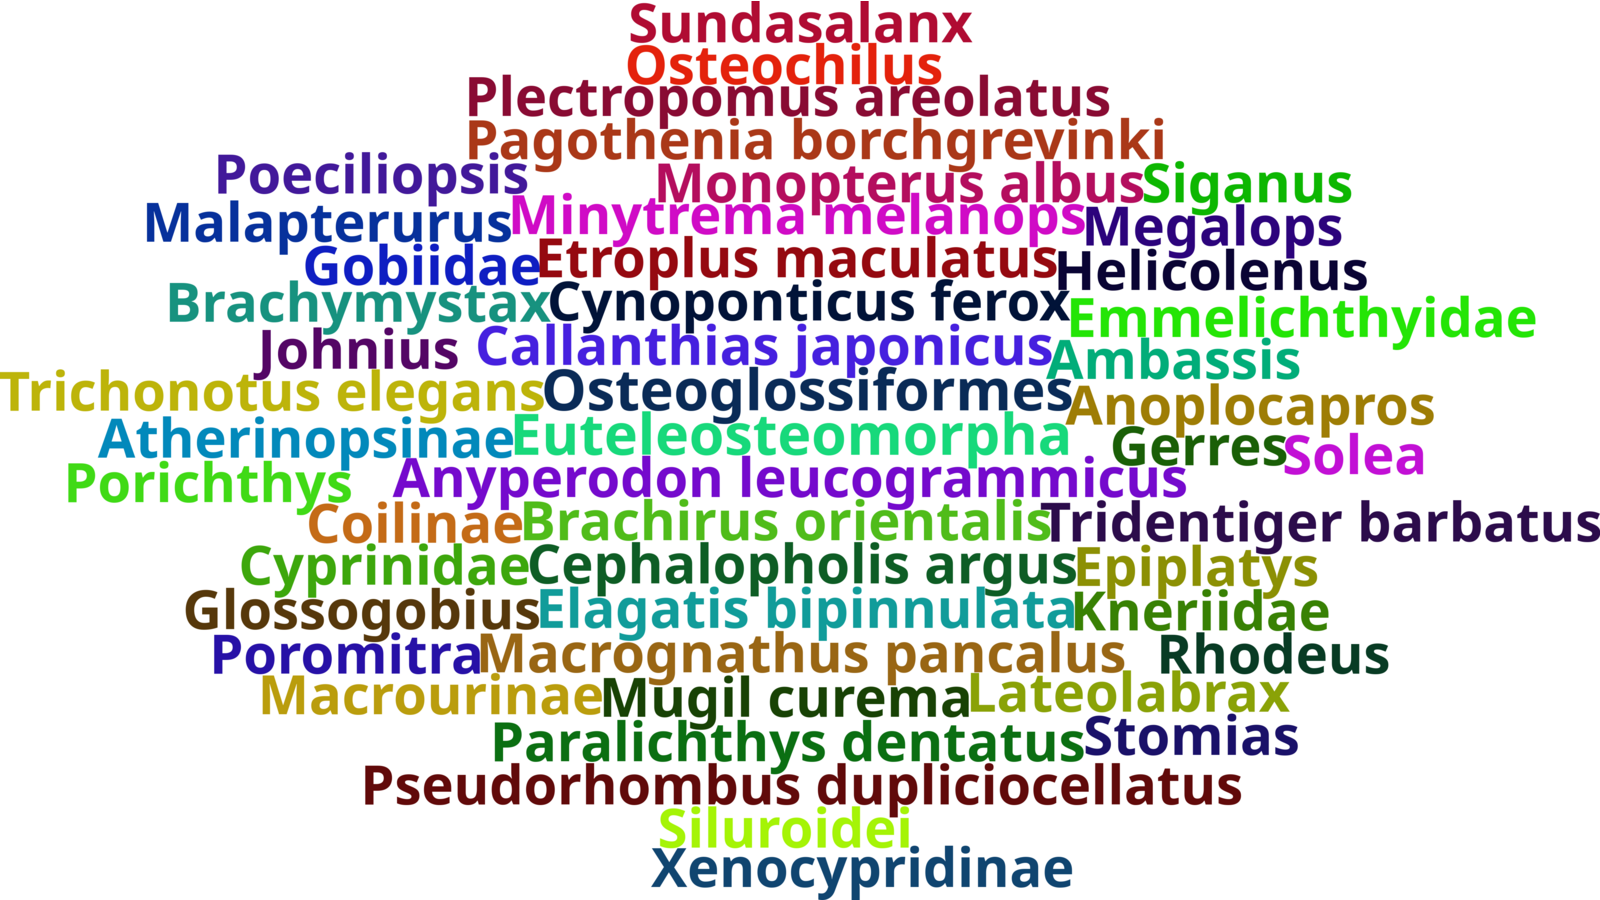 Sundasalanx
Osteochilus
Plectropomus areolatus
Pagothenia borchgrevinki
Poeciliopsis Monopterus albus Siganus
Malapterurus Minytrema melanops Megalops
Gobiidae Etroplus maculatus Helicolenus
Brachymystax Cynoponticus ferox Emmelichthyidae
Johnius Callanthias japonicus Ambassis
Trichonotus elegans Osteoglossiformes Anoplocapros
Atherinopsinae Euteleosteomorpha Gerres Solea
Porichthys Anyperodon leucogrammicus
Coilinae Brachirus orientalis Tridentiger barbatus
Cyprinidae Cephalopholis argus Epiplatys
Glossogobius Elagatis bipinnulata Kneriidae
Poromitra Macrognathus pancalus Rhodeus
Macrourinae Mugil curema Lateolabrax
Paralichthys dentatus Stomias
Pseudorhombus dupliciocellatus
Siluroidei
Xenocypridinae